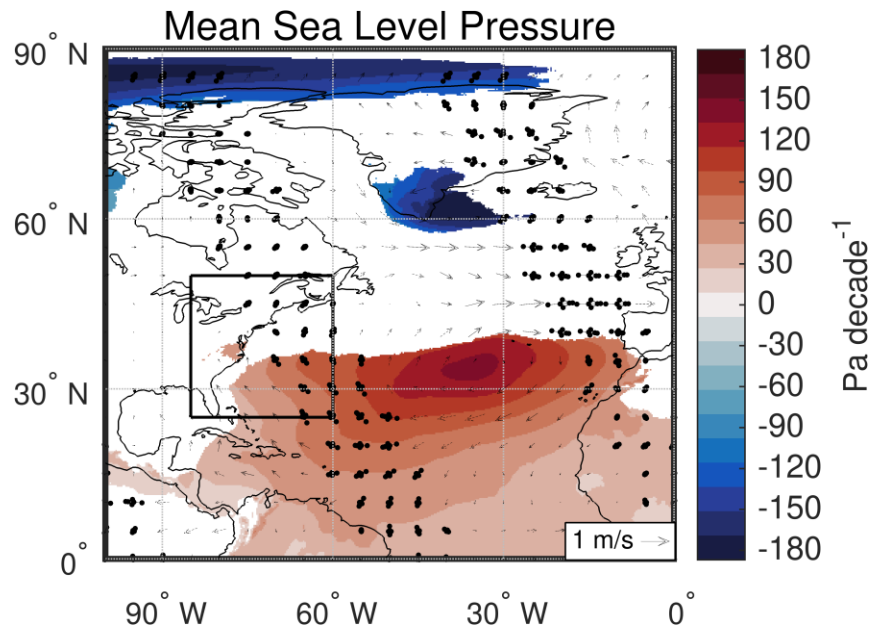 Mean Sea Level Pressure
90° N
60° N
30° N
0°
90° W
60° W
30° W
0°
1 m/s
180
150
120
90
60
30
0
-30
-60
-90
-120
-150
-180
Pa decade⁻¹